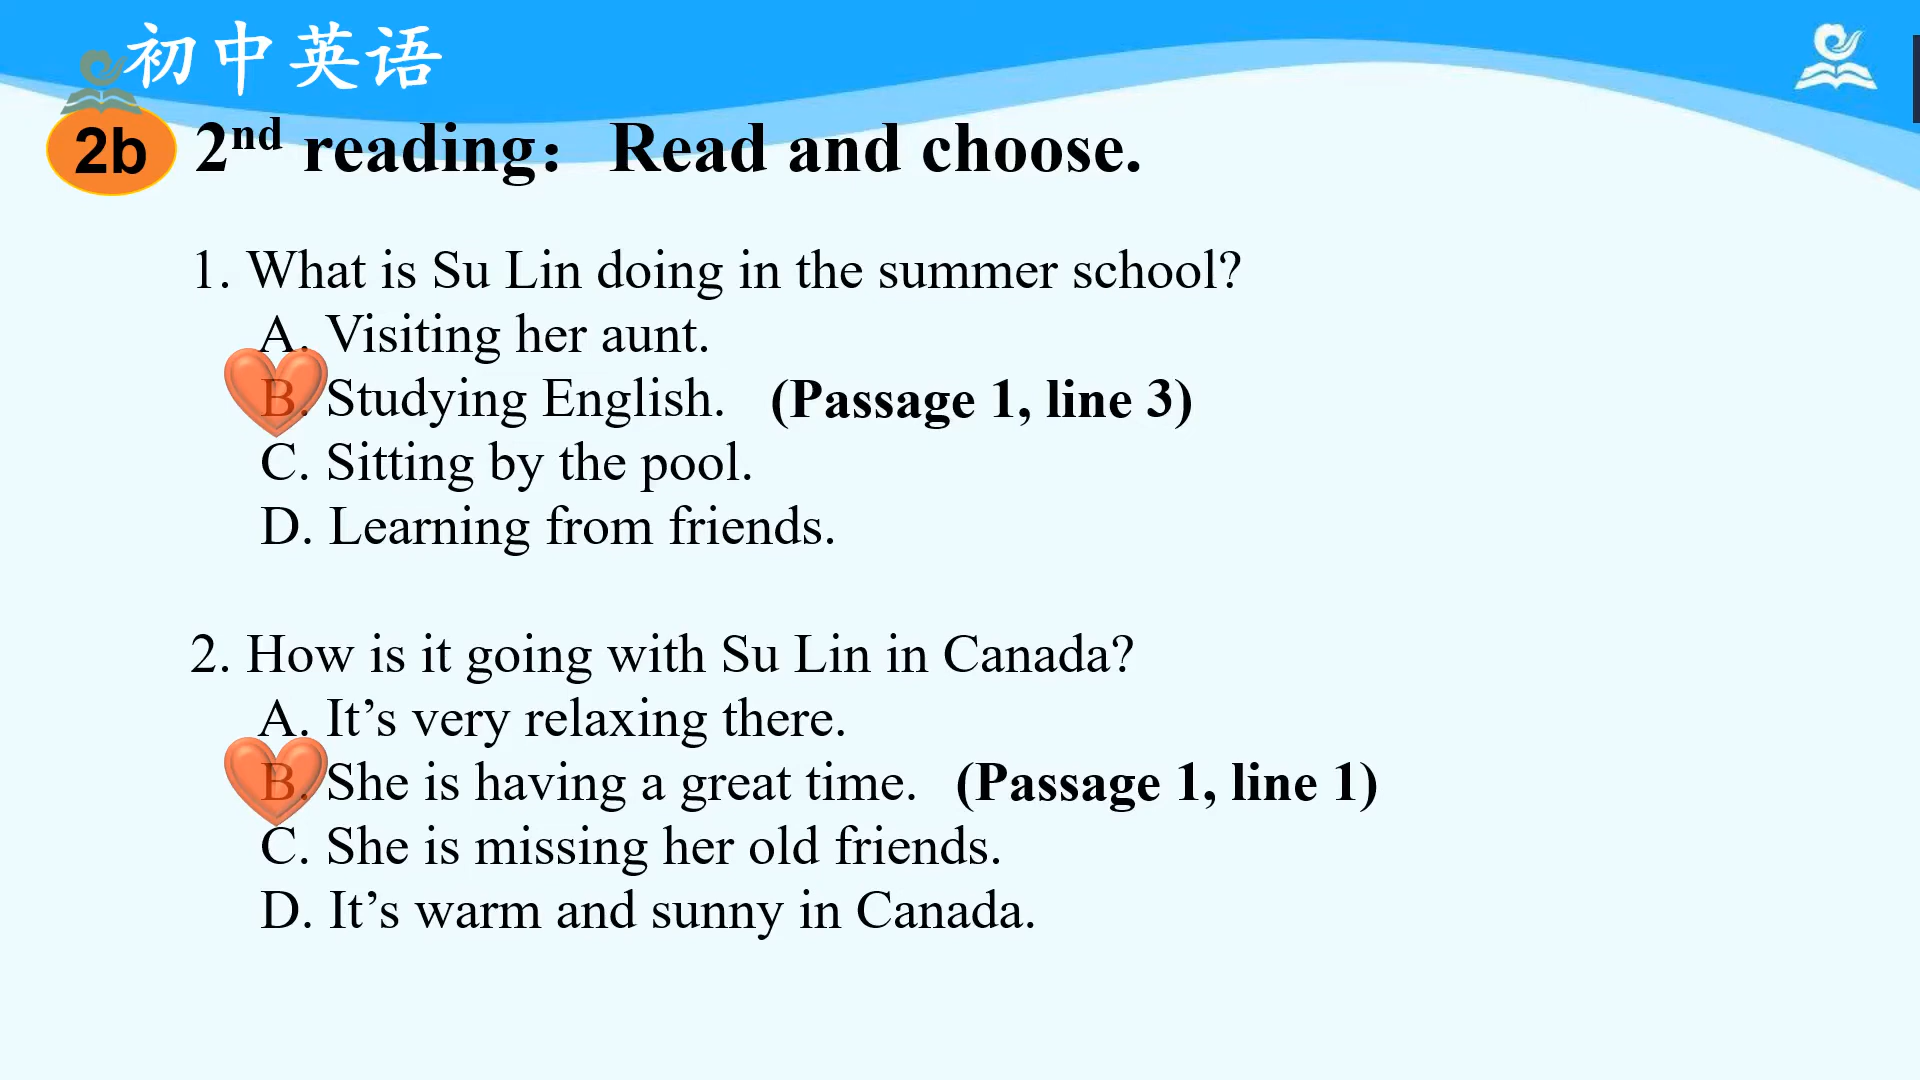 初中英语
2b 2nd reading： Read and choose.
1. What is Su Lin doing in the summer school?
A. Visiting her aunt.
B. Studying English. (Passage 1, line 3)
C. Sitting by the pool.
D. Learning from friends.
2. How is it going with Su Lin in Canada?
A. It’s very relaxing there.
B. She is having a great time. (Passage 1, line 1)
C. She is missing her old friends.
D. It’s warm and sunny in Canada.